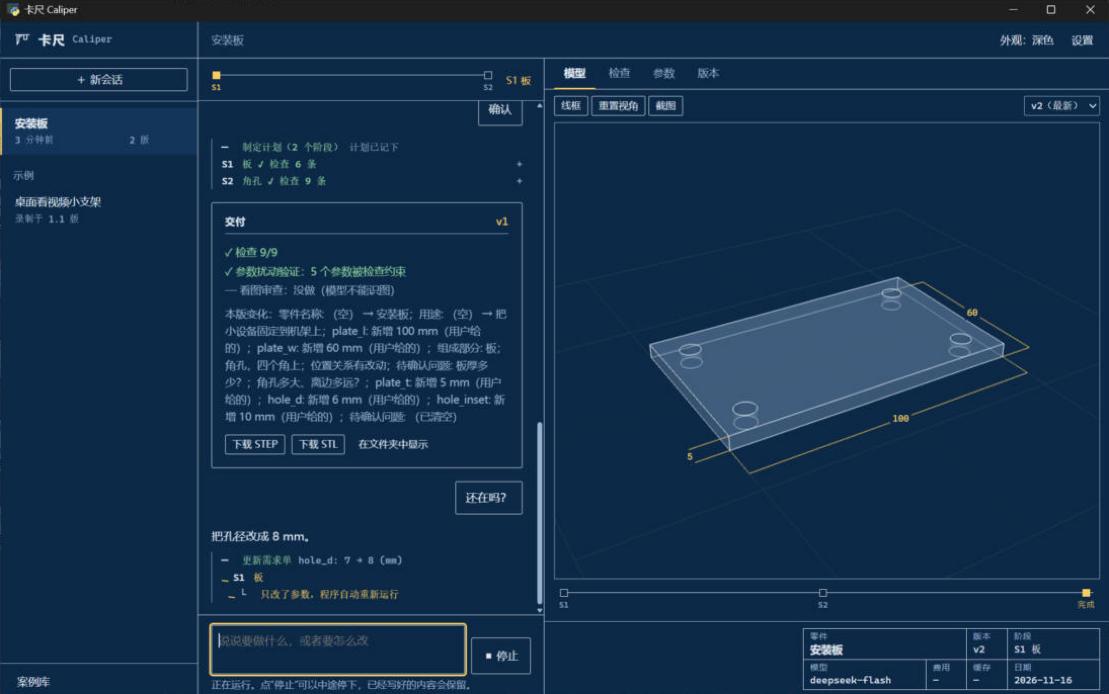 卡尺 Caliper
卡尺 Caliper
+ 新会话
安装板
3 分钟前 2 版
示例
桌面看视频小支架
录制于 1.1 版
案例库
安装板
外观: 深色 设置
S1 S2 S1 板
确认
— 制定计划（2 个阶段） 计划已记下
S1 板 ✓ 检查 6 条 +
S2 角孔 ✓ 检查 9 条 +
交付 v1
✓ 检查 9/9
✓ 参数扰动验证: 5 个参数被检查约束
— 看图审查: 没做（模型不能识图）
本版变化: 零件名称: （空） → 安装板；用途: （空） → 把
小设备固定到机架上；plate_l: 新增 100 mm（用户给
的）；plate_w: 新增 60 mm（用户给的）；组成部分: 板；
角孔，四个角上；位置关系有改动；待确认问题: 板厚多
少？；角孔多大、离边多远？；plate_t: 新增 5 mm（用户
给的）；hole_d: 新增 6 mm（用户给的）；hole_inset: 新
增 10 mm（用户给的）；待确认问题: （已清空）
下载 STEP 下载 STL 在文件夹中显示
还在吗？
把孔径改成 8 mm。
— 更新需求单 hole_d: 7 → 8 (mm)
S1 板
└ 只改了参数，程序自动重新运行
说说要做什么，或者要怎么改
■ 停止
正在运行。点“停止”可以中途停下，已经写好的内容会保留。
模型 检查 参数 版本
线框 重置视角 截图 v2（最新）
60
100
5
S1 S2 完成
零件 版本 阶段
安装板 v2 S1 板
模型 费用 缓存 日期
deepseek-flash — — 2026-11-16